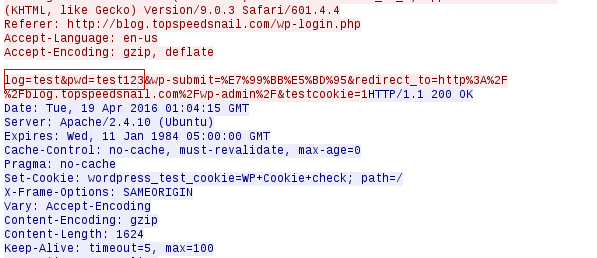 (KHTML, like Gecko) Version/9.0.3 Safari/601.4.4
Referer: http://blog.topspeedsnail.com/wp-login.php
Accept-Language: en-us
Accept-Encoding: gzip, deflate
log=test&pwd=test123&wp-submit=%E7%99%BB%E5%BD%95&redirect_to=http%3A%2F
%2Fblog.topspeedsnail.com%2Fwp-admin%2F&testcookie=1HTTP/1.1 200 OK
Date: Tue, 19 Apr 2016 01:04:15 GMT
Server: Apache/2.4.10 (Ubuntu)
Expires: Wed, 11 Jan 1984 05:00:00 GMT
Cache-Control: no-cache, must-revalidate, max-age=0
Pragma: no-cache
Set-Cookie: wordpress_test_cookie=WP+Cookie+check; path=/
X-Frame-Options: SAMEORIGIN
Vary: Accept-Encoding
Content-Encoding: gzip
Content-Length: 1624
Keep-Alive: timeout=5, max=100